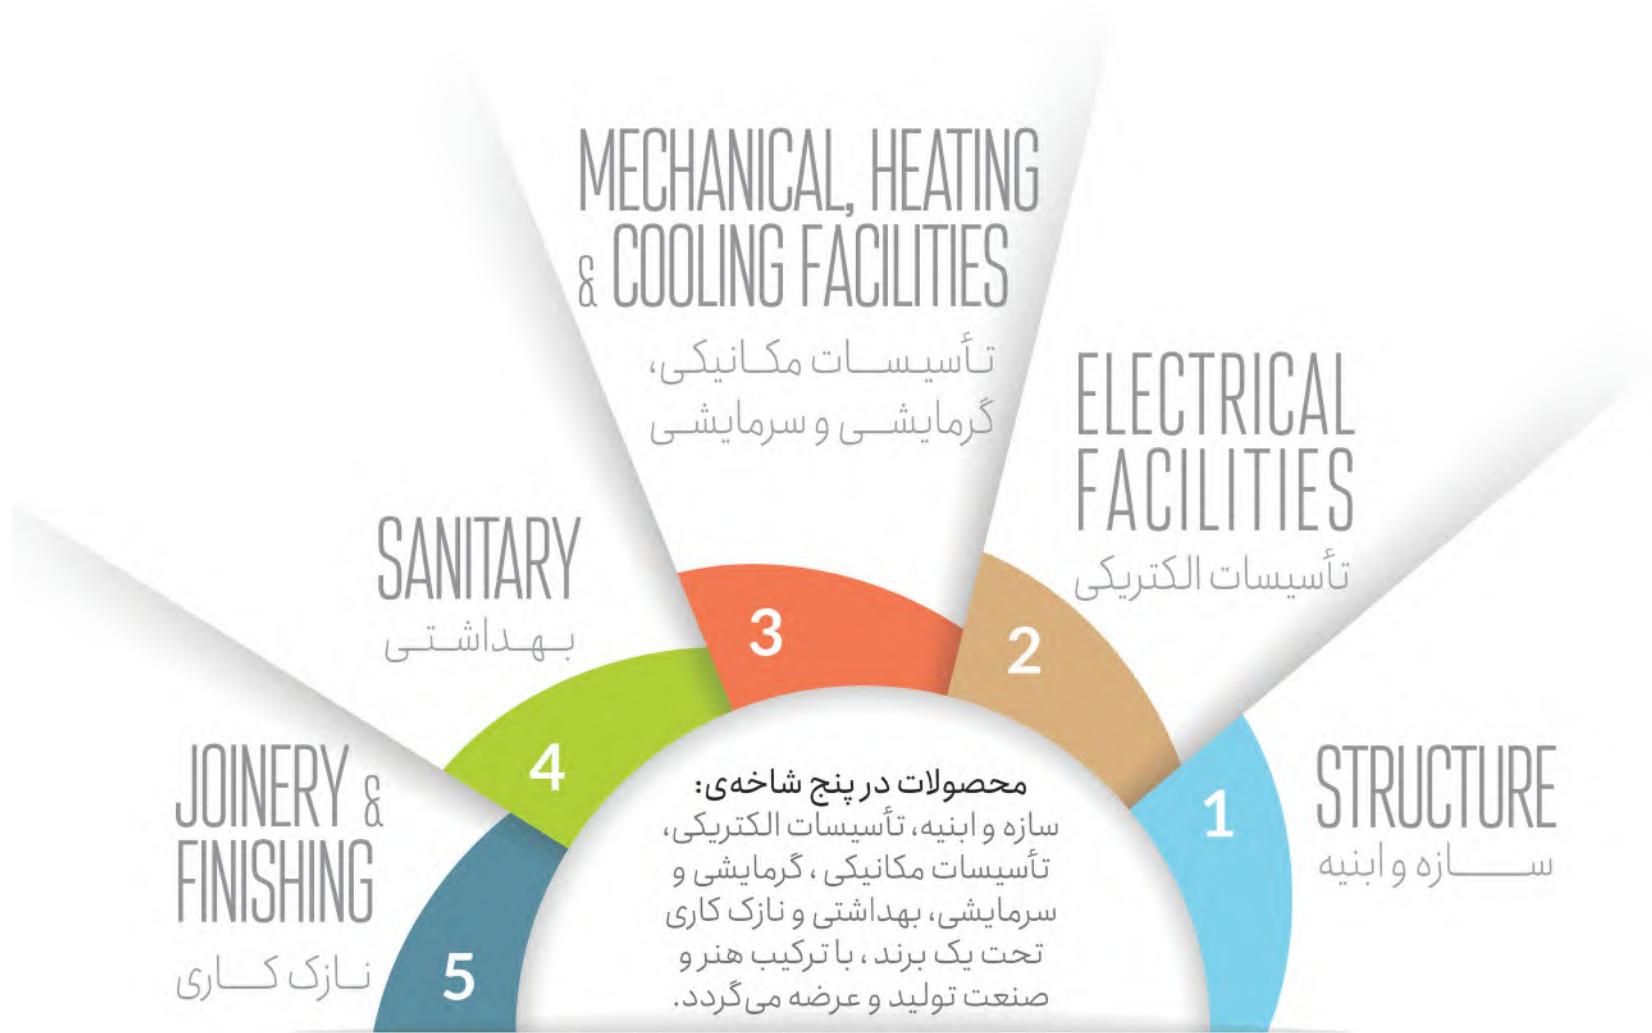 MECHANICAL, HEATING
& COOLING FACILITIES
تأسیسات مکانیکی،
گرمایشی و سرمایشی
ELECTRICAL
FACILITIES
تأسیسات الکتریکی
SANITARY
بهداشتی
JOINERY &
FINISHING
نازک کاری
STRUCTURE
سازه و ابنیه
1
2
3
4
5
محصولات در پنج شاخه‌ی:
سازه و ابنیه، تأسیسات الکتریکی،
تأسیسات مکانیکی ، گرمایشی و
سرمایشی، بهداشتی و نازک کاری
تحت یک برند ، با ترکیب هنر و
صنعت تولید و عرضه می‌گردد.